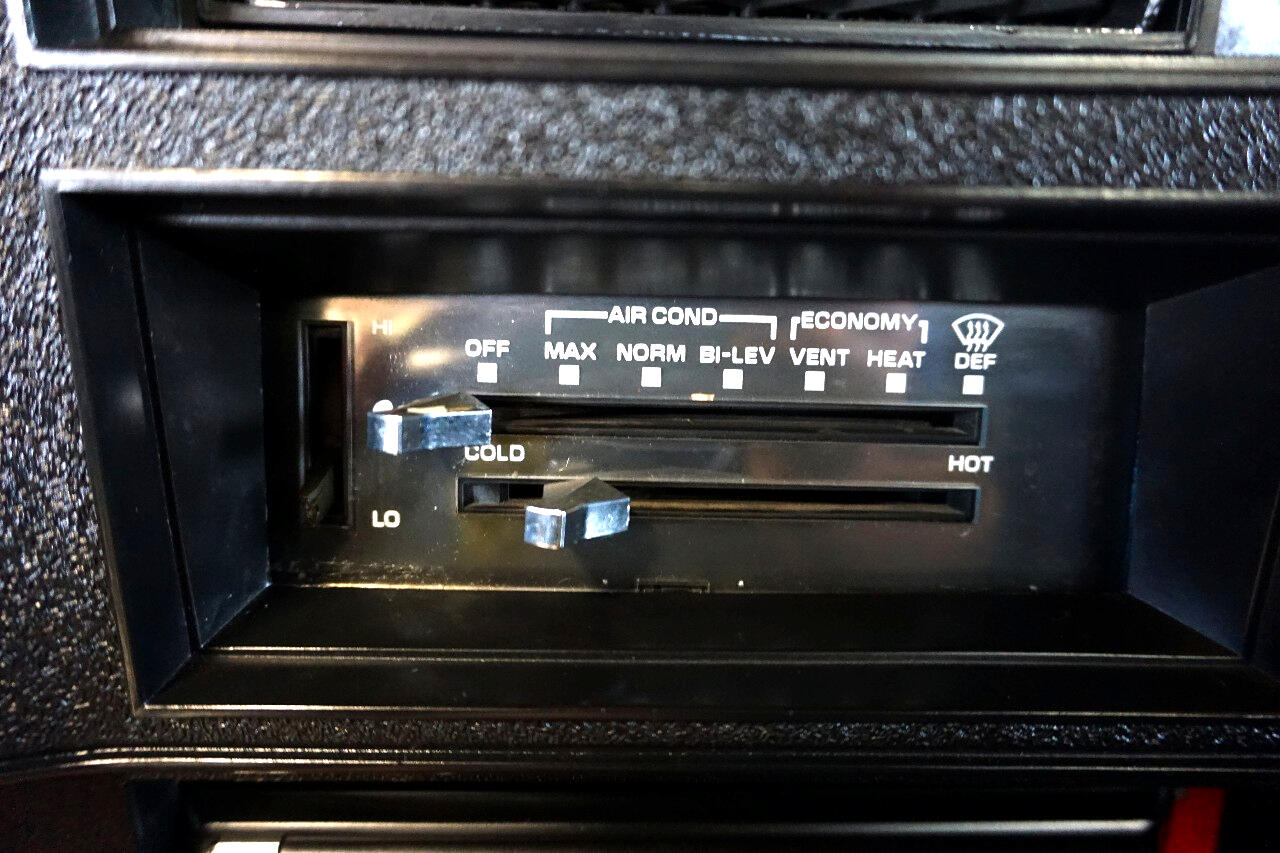 HI
AIR COND
ECONOMY
OFF MAX NORM BI-LEV VENT HEAT DEF
COLD HOT
LO